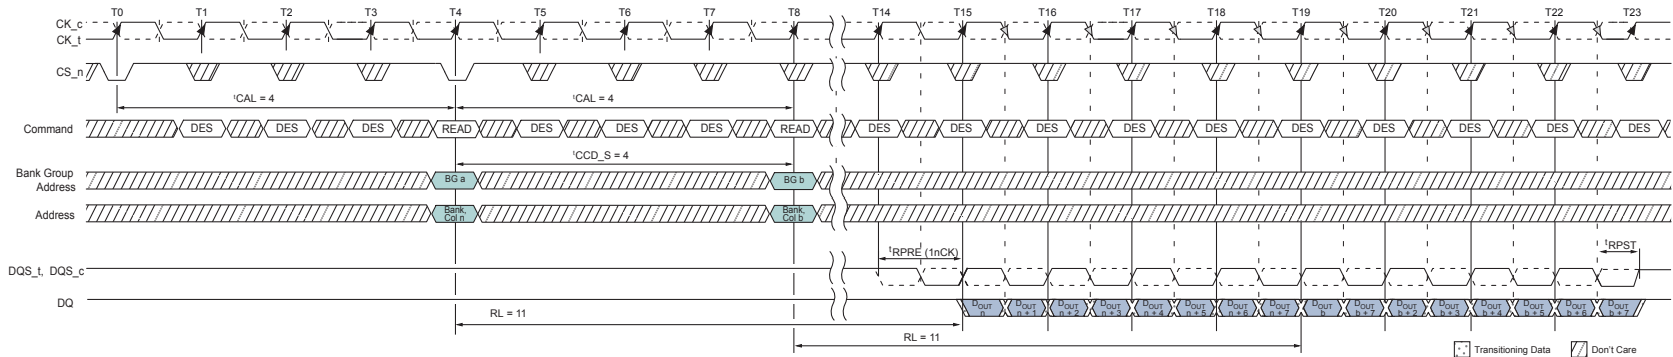 T0 T1 T2 T3 T4 T5 T6 T7 T8 T14 T15 T16 T17 T18 T19 T20 T21 T22 T23
CK_c
CK_t
CS_n
tCAL = 4 tCAL = 4
Command DES DES DES READ DES DES DES READ DES DES DES DES DES DES DES DES DES DES
tCCD_S = 4
Bank Group
Address
BG a BG b
Address
Bank,
Col n
Bank,
Col b
tRPRE (1nCK) tRPST
DQS_t, DQS_c
DQ
DOUT
n
DOUT
n + 1
DOUT
n + 2
DOUT
n + 3
DOUT
n + 4
DOUT
n + 5
DOUT
n + 6
DOUT
n + 7
DOUT
b
DOUT
b + 7
DOUT
b + 2
DOUT
b + 3
DOUT
b + 4
DOUT
b + 5
DOUT
b + 6
DOUT
b + 7
RL = 11
RL = 11
Transitioning Data Don't Care